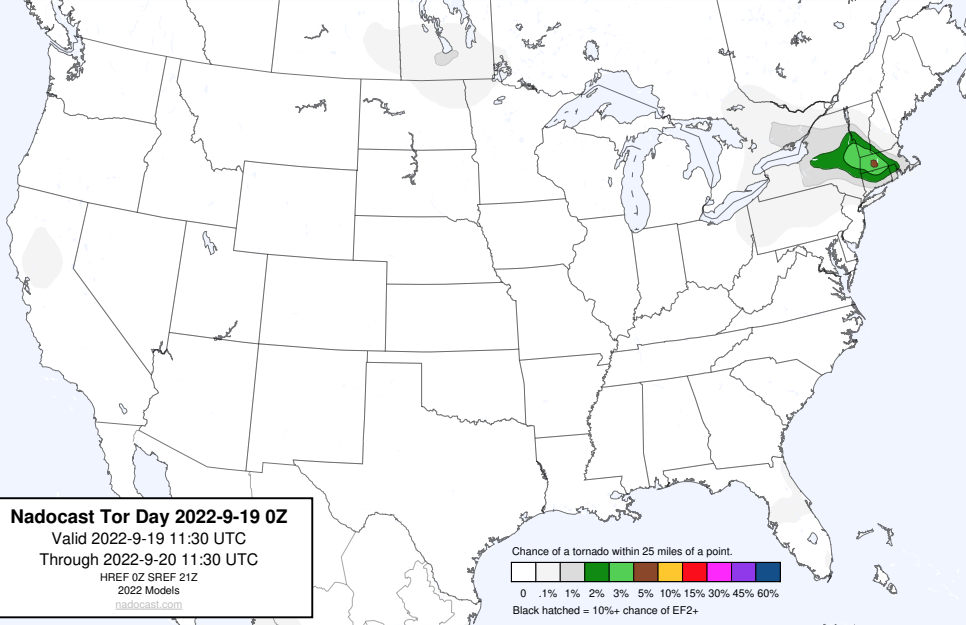 Nadocast Tor Day 2022-9-19 0Z
Valid 2022-9-19 11:30 UTC
Through 2022-9-20 11:30 UTC
HREF 0Z SREF 21Z
2022 Models
nadocast.com
Chance of a tornado within 25 miles of a point.
0 .1% 1% 2% 3% 5% 10% 15% 30% 45% 60%
Black hatched = 10%+ chance of EF2+